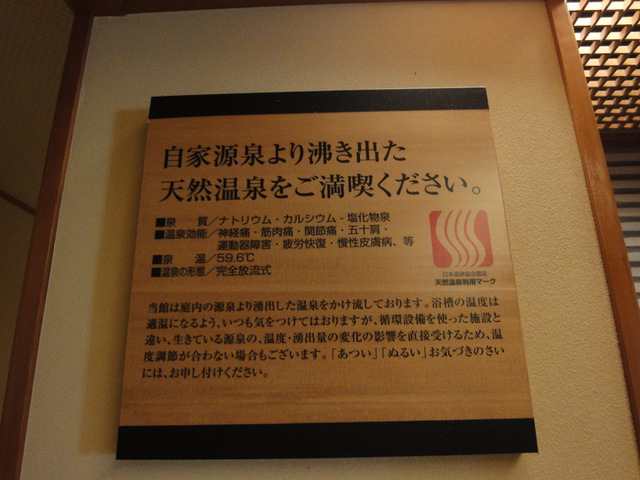 自家源泉より沸き出た
天然温泉をご満喫ください。
■泉　質／ナトリウム・カルシウム - 塩化物泉
■温泉効能／神経痛・筋肉痛・関節痛・五十肩・
運動器障害・疲労快復・慢性皮膚病、等
■泉　温／59.6℃
■温泉の形態／完全放流式
日本温泉協会認定
天然温泉利用マーク
当館は庭内の源泉より湧出した温泉をかけ流しております。浴槽の温度は
適温になるよう、いつも気をつけてはおりますが、循環設備を使った施設と
違い、生きている源泉の、温度・湧出量の変化の影響を直接受けるため、温
度調節が合わない場合もございます。「あつい」「ぬるい」お気づきのさい
には、お申し付けください。